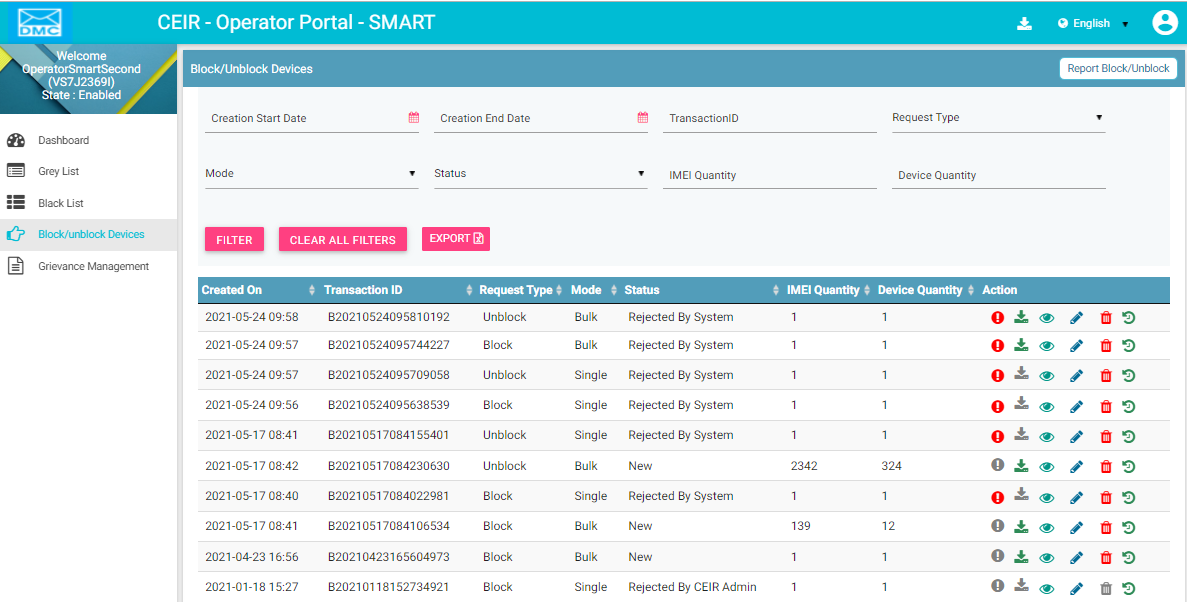 DMC
CEIR - Operator Portal - SMART
English
Welcome
OperatorSmartSecond
(VS7J2369I)
State : Enabled
Dashboard
Grey List
Black List
Block/unblock Devices
Grievance Management
Block/Unblock Devices
Report Block/Unblock
Creation Start Date
Creation End Date
TransactionID
Request Type
Mode
Status
IMEI Quantity
Device Quantity
FILTER
CLEAR ALL FILTERS
EXPORT
Created On Transaction ID Request Type Mode Status IMEI Quantity Device Quantity Action
2021-05-24 09:58 B20210524095810192 Unblock Bulk Rejected By System 1 1
2021-05-24 09:57 B20210524095744227 Block Bulk Rejected By System 1 1
2021-05-24 09:57 B20210524095709058 Unblock Single Rejected By System 1 1
2021-05-24 09:56 B20210524095638539 Block Single Rejected By System 1 1
2021-05-17 08:41 B20210517084155401 Unblock Single Rejected By System 1 1
2021-05-17 08:42 B20210517084230630 Unblock Bulk New 2342 324
2021-05-17 08:40 B20210517084022981 Block Single Rejected By System 1 1
2021-05-17 08:41 B20210517084106534 Block Bulk New 139 12
2021-04-23 16:56 B20210423165604973 Block Bulk New 1 1
2021-01-18 15:27 B20210118152734921 Block Single Rejected By CEIR Admin 1 1